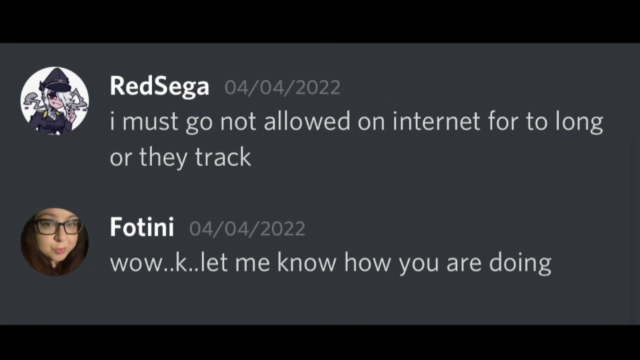 RedSega 04/04/2022
i must go not allowed on internet for to long
or they track
Fotini 04/04/2022
wow..k..let me know how you are doing